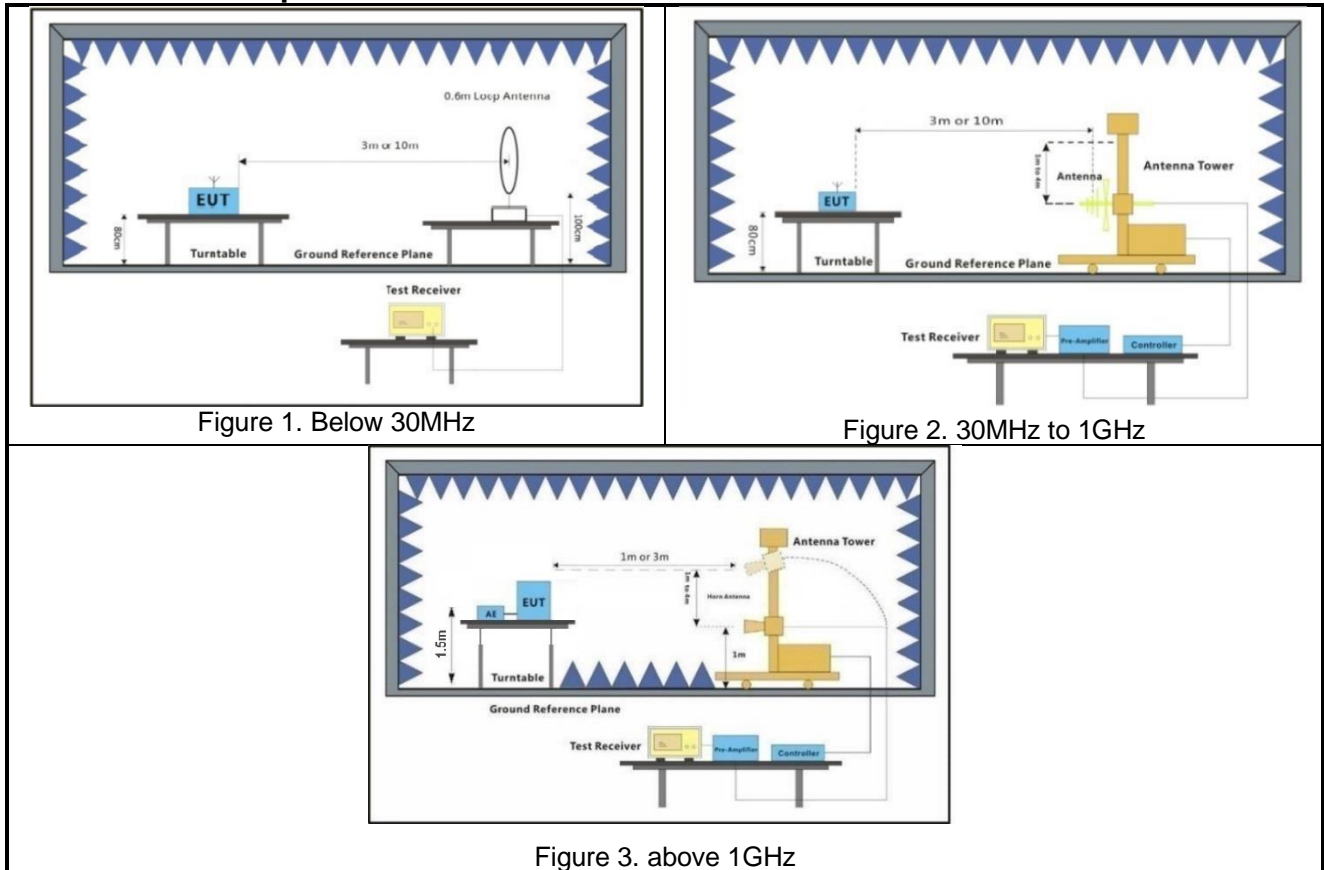 0.6m Loop Antenna
3m or 10m
EUT
80cm
100cm
Turntable
Ground Reference Plane
Test Receiver
Figure 1. Below 30MHz
3m or 10m
1m to 4m
Antenna Tower
Antenna
EUT
80cm
Turntable
Ground Reference Plane
Test Receiver
Pre-Amplifier
Controller
Figure 2. 30MHz to 1GHz
Antenna Tower
1m or 3m
1m to 4m
Horn Antenna
EUT
AE
1.5m
1m
Turntable
Ground Reference Plane
Test Receiver
Pre-Amplifier
Controller
Figure 3. above 1GHz